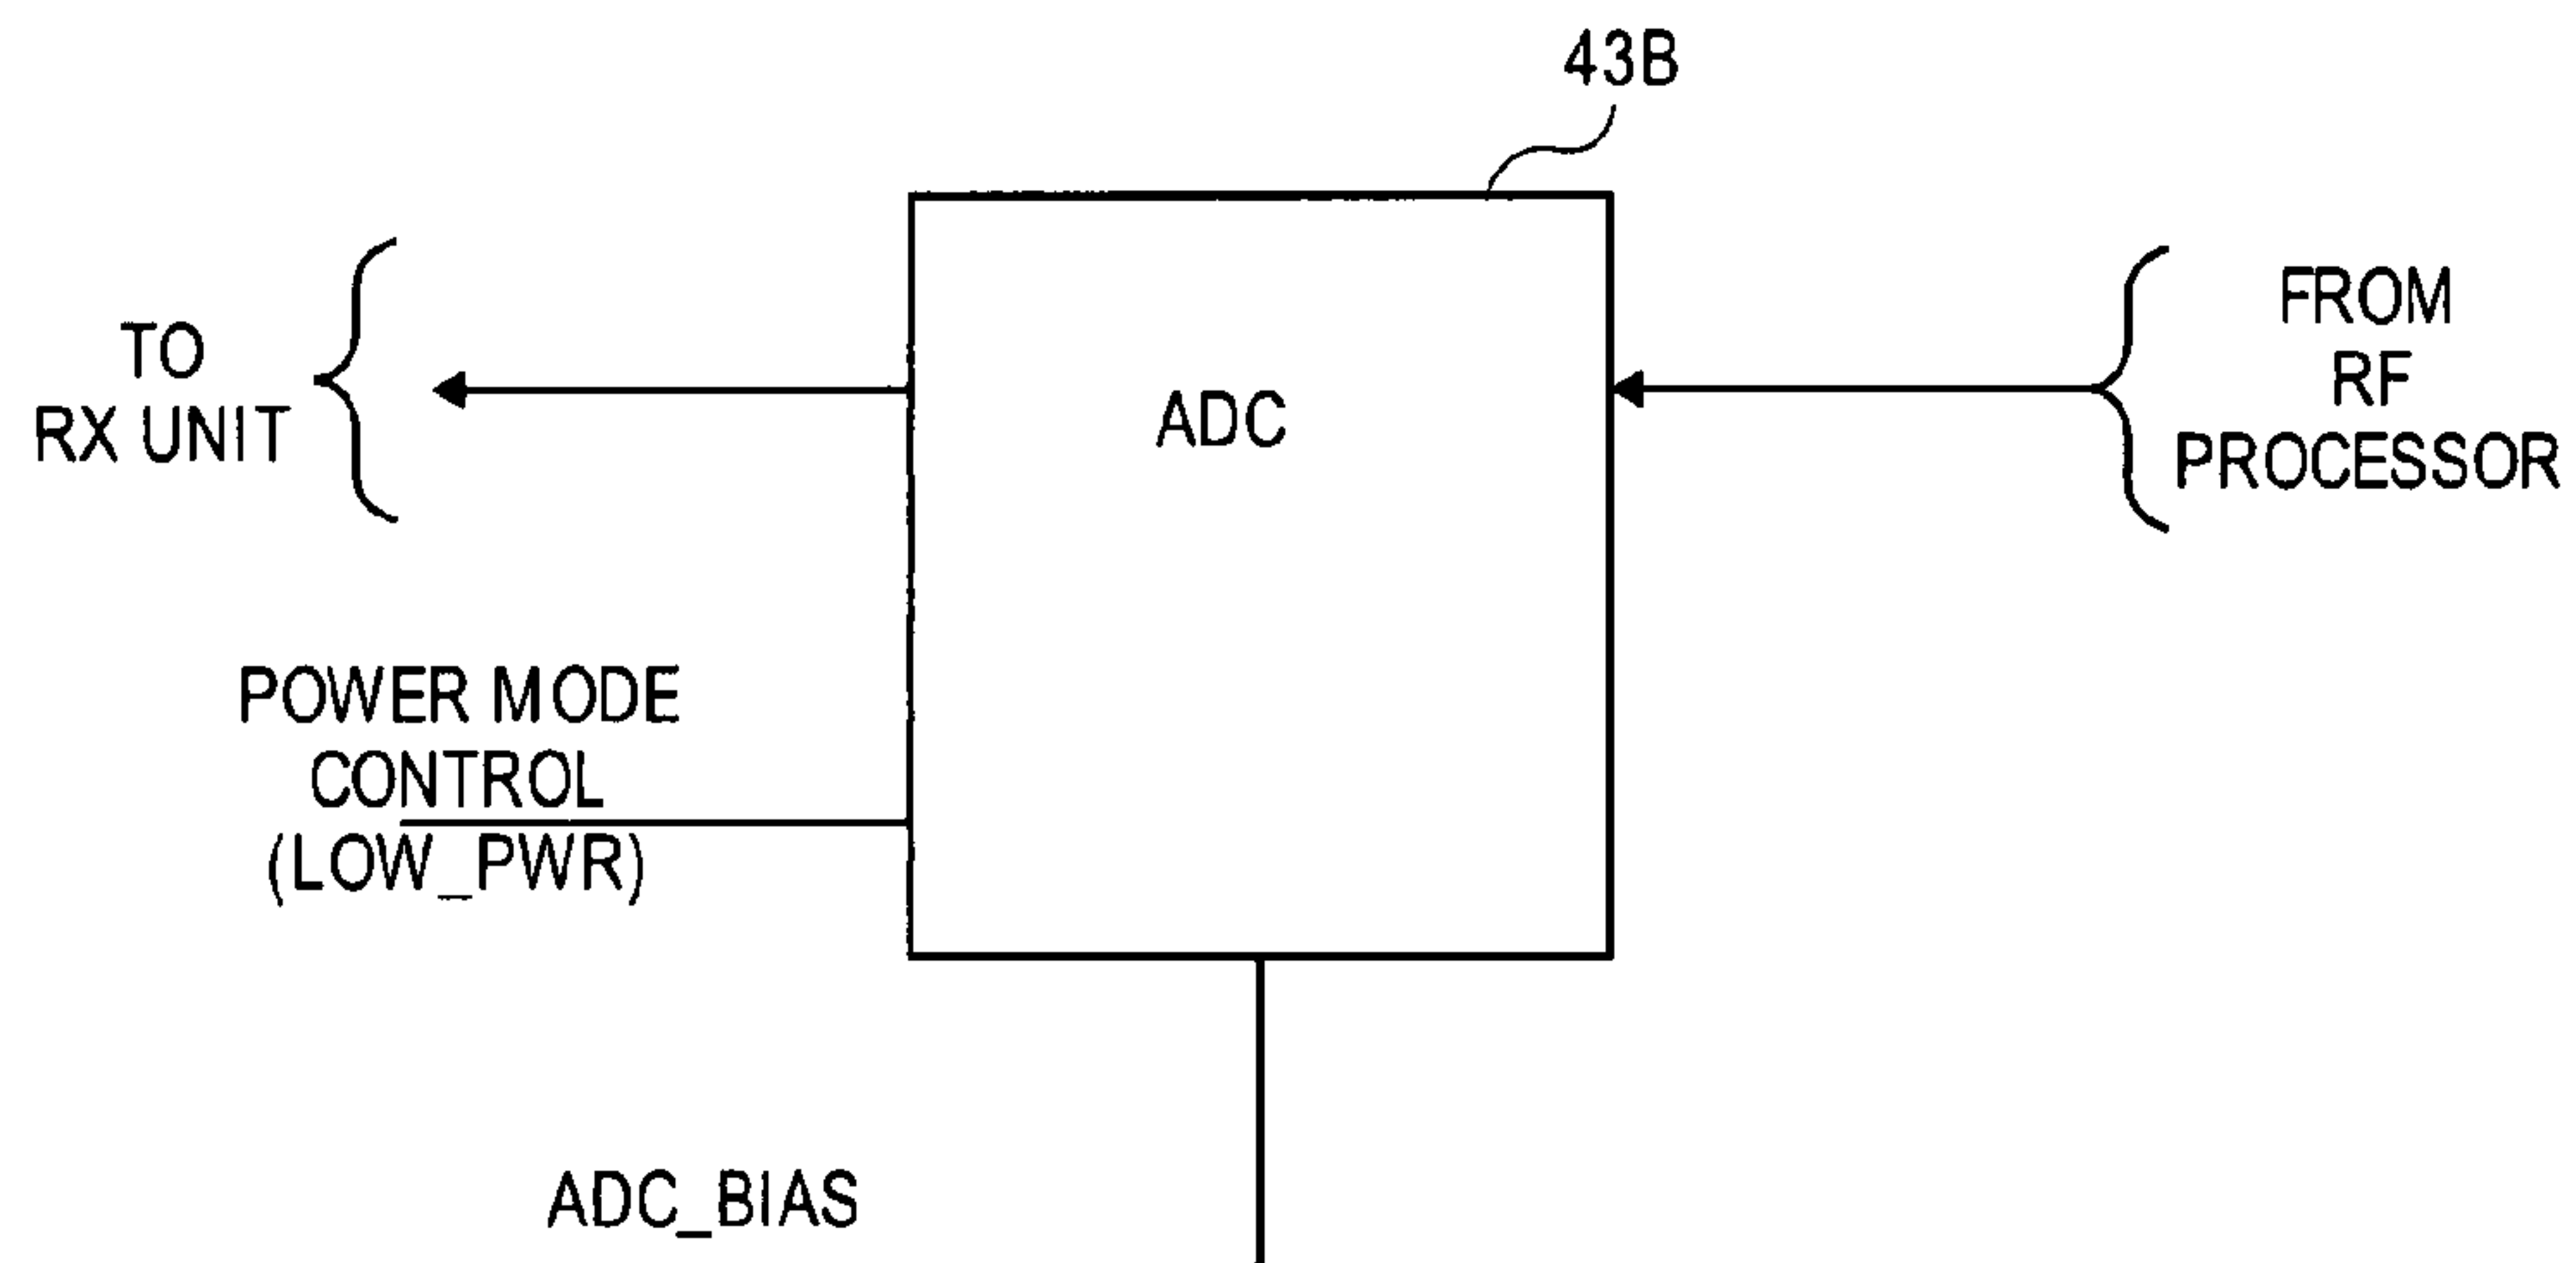 43B
TO
RX UNIT
ADC
FROM
RF
PROCESSOR
POWER MODE
CONTROL
(LOW_PWR)
ADC_BIAS